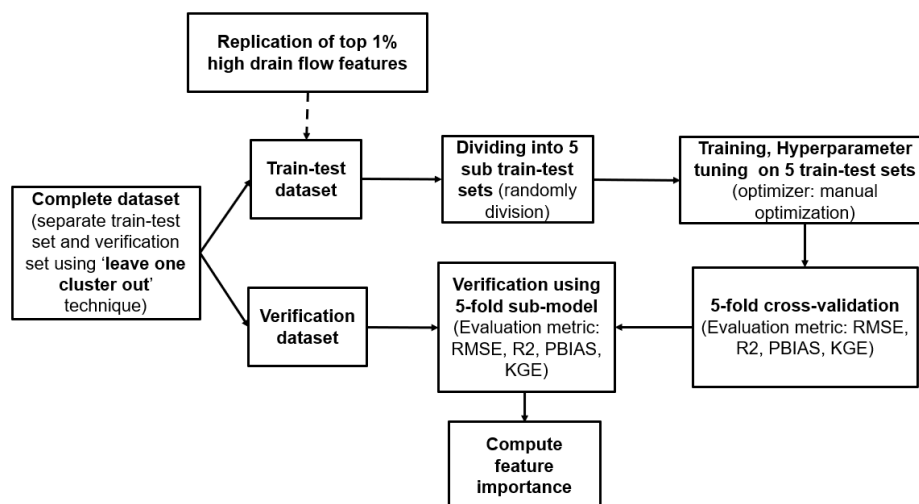 Replication of top 1%
high drain flow features
Train-test
dataset
Dividing into 5
sub train-test
sets (randomly
division)
Training, Hyperparameter
tuning on 5 train-test sets
(optimizer: manual
optimization)
Complete dataset
(separate train-test
set and verification
set using ‘leave one
cluster out’
technique)
Verification
dataset
Verification using
5-fold sub-model
(Evaluation metric:
RMSE, R2, PBIAS,
KGE)
5-fold cross-validation
(Evaluation metric: RMSE,
R2, PBIAS, KGE)
Compute
feature
importance